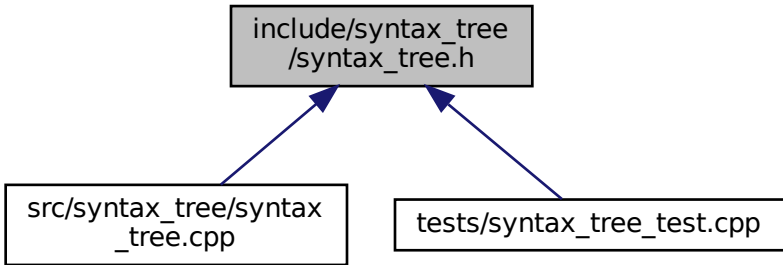 include/syntax_tree
/syntax_tree.h
src/syntax_tree/syntax
_tree.cpp
tests/syntax_tree_test.cpp